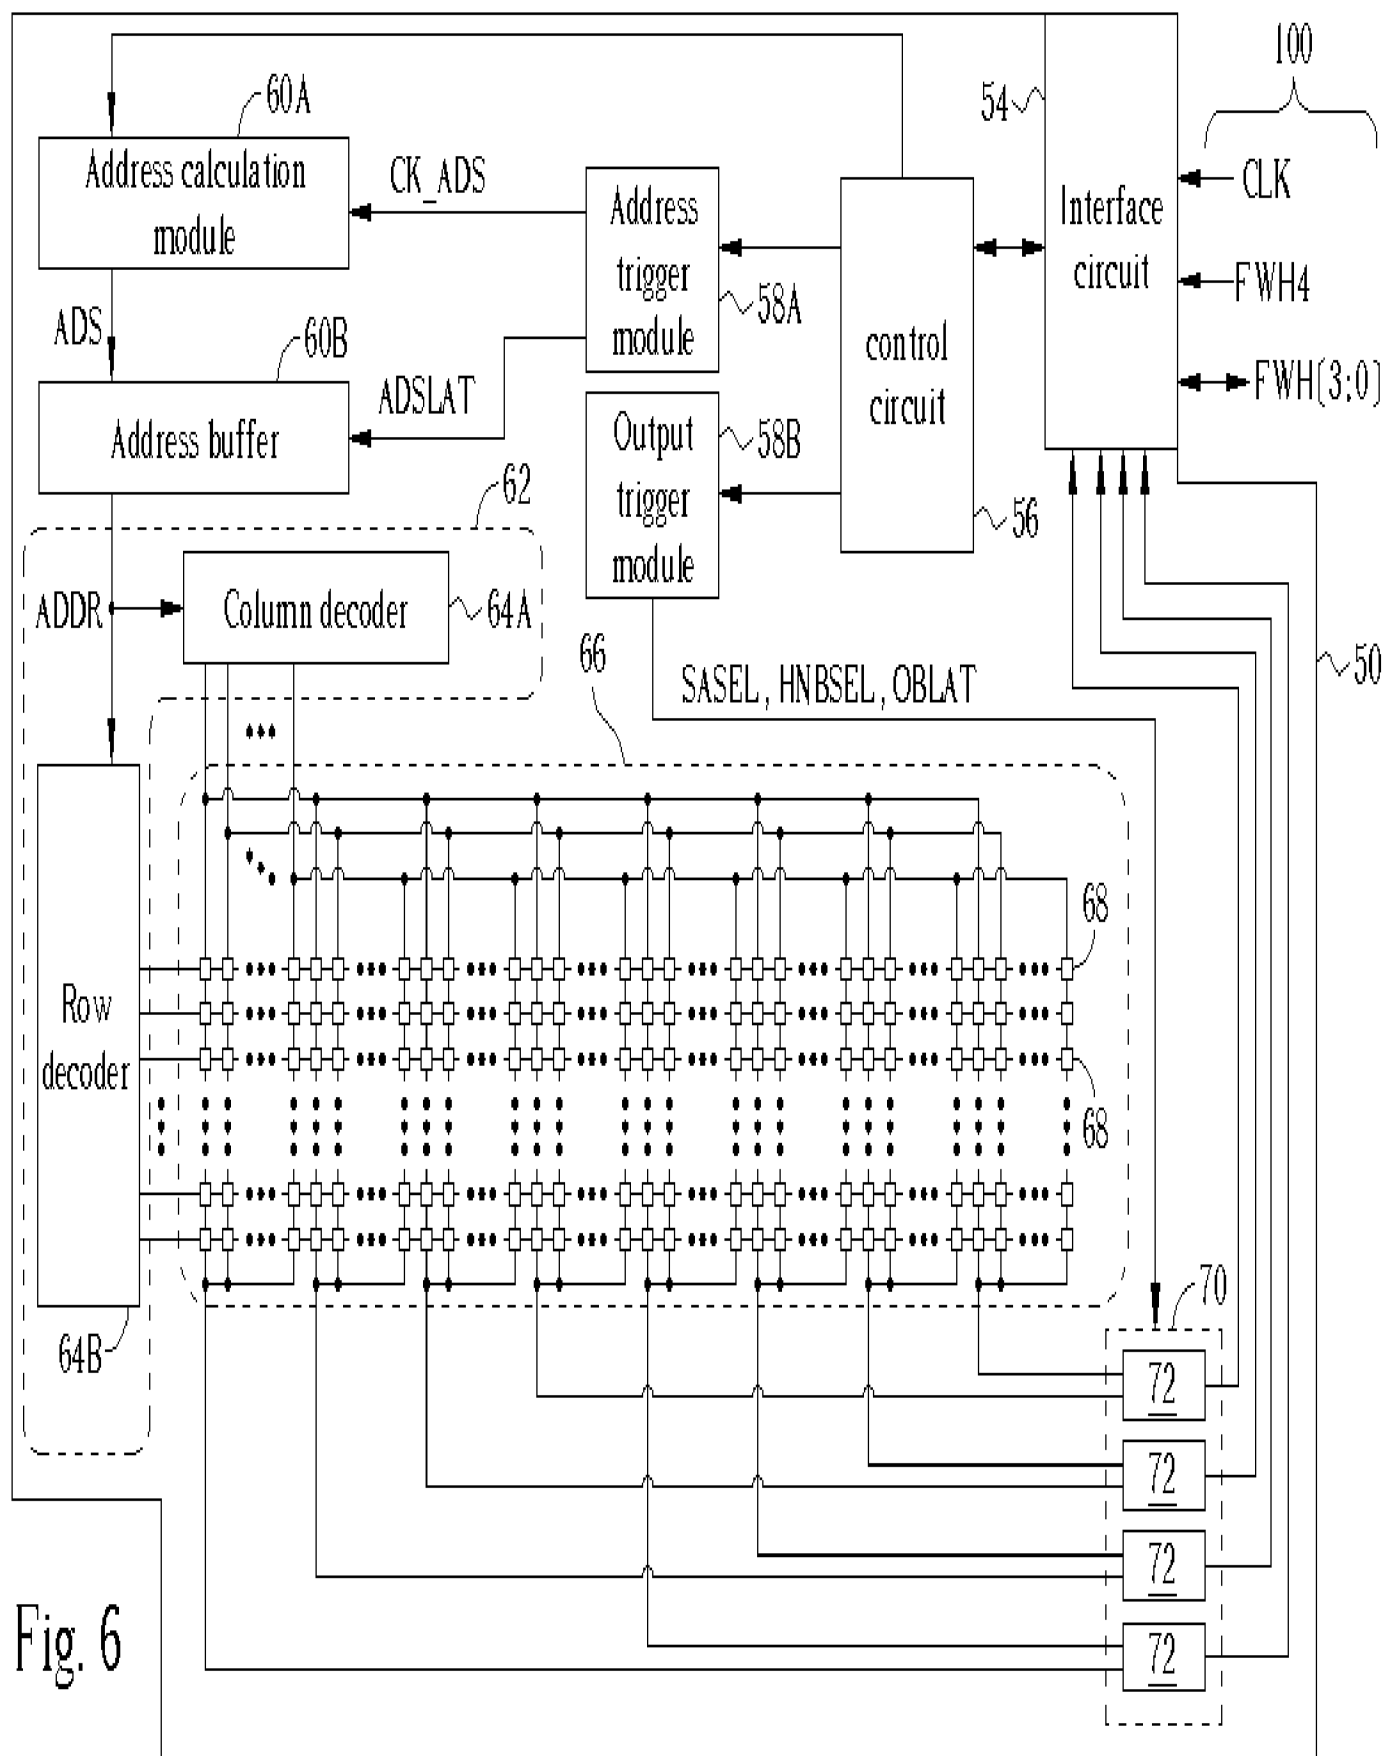 100
54
60A
Address calculation
module
CK_ADS
Address
trigger
module
58A
Interface
circuit
CLK
FWH4
FWH(3:0)
control
circuit
56
ADS
60B
ADSLAT
Address buffer
Output
trigger
module
58B
62
ADDR
Column decoder
64A
66
SASEL, HNBSEL, OBLAT
50
68
Row
decoder
68
64B
70
72
72
72
72
Fig. 6